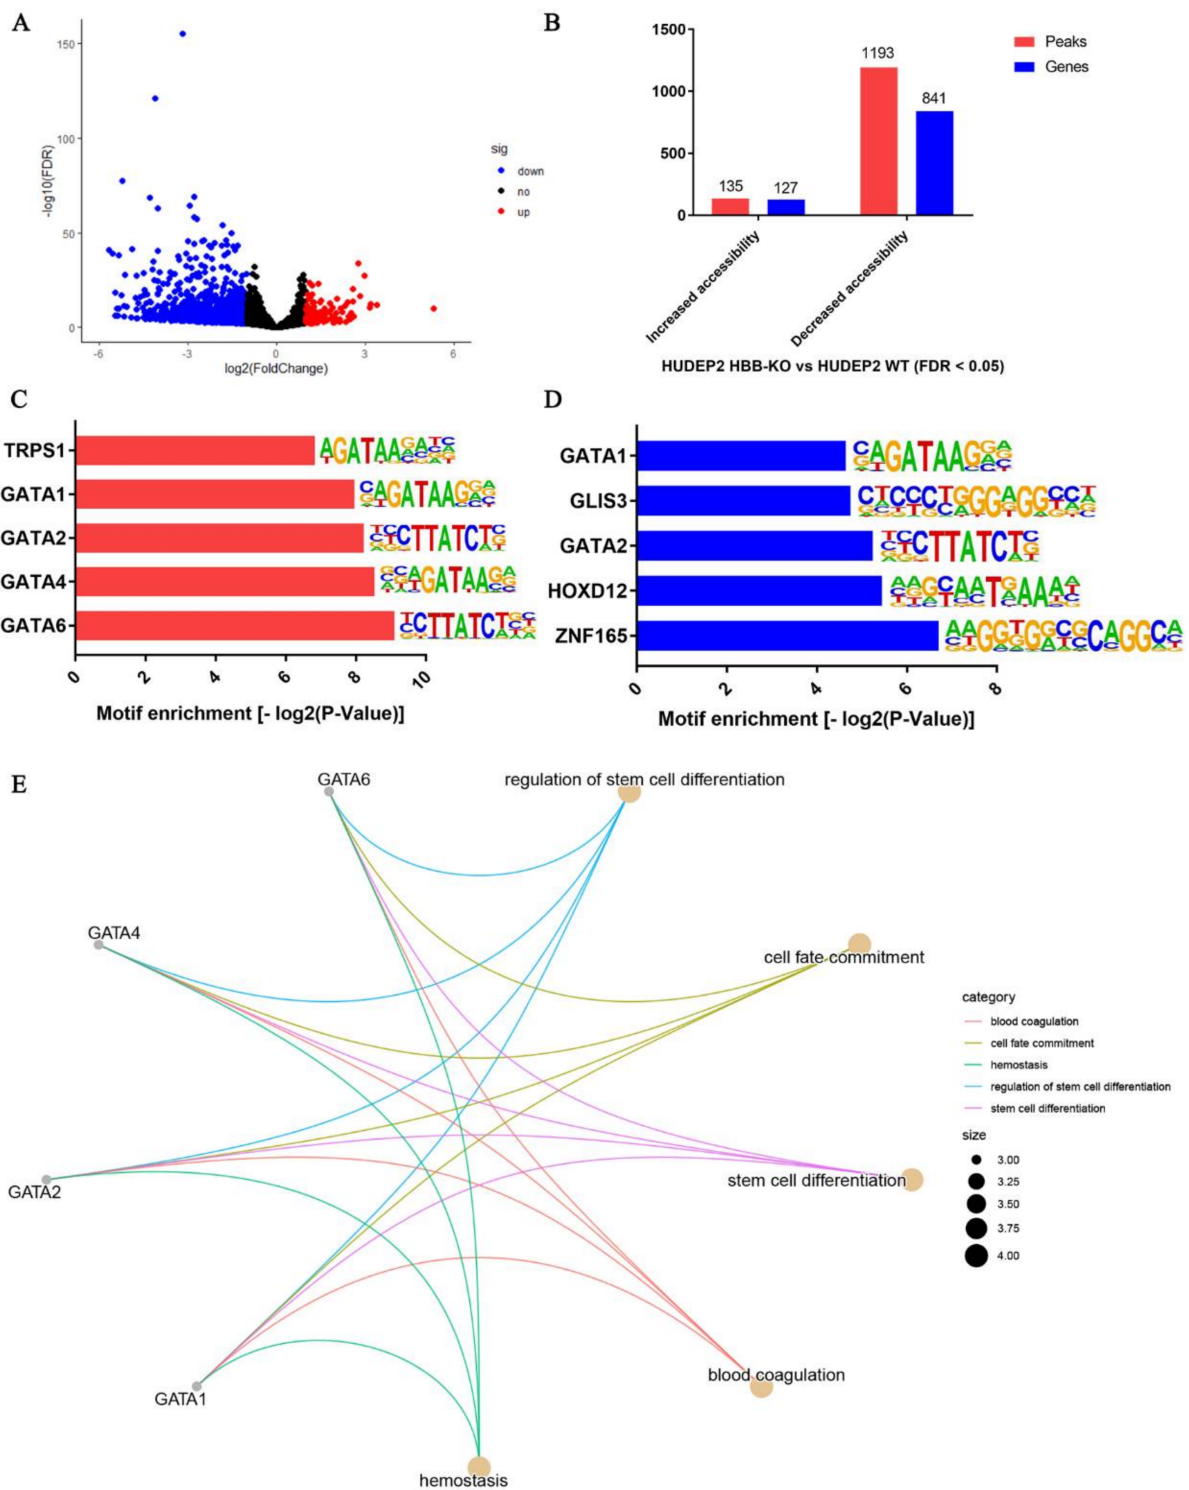 A
150
100
50
0
-6
-3
0
3
6
-log10(FDR)
log2(FoldChange)
sig
down
no
up
B
1500
1000
500
0
135
127
1193
841
Increased accessibility
Decreased accessibility
Peaks
Genes
HUDEP2 HBB-KO vs HUDEP2 WT (FDR < 0.05)
C
TRPS1
GATA1
GATA2
GATA4
GATA6
0
2
4
6
8
10
Motif enrichment [- log2(P-Value)]
D
GATA1
GLIS3
GATA2
HOXD12
ZNF165
0
2
4
6
8
Motif enrichment [- log2(P-Value)]
E
GATA6
regulation of stem cell differentiation
GATA4
cell fate commitment
GATA2
stem cell differentiation
GATA1
blood coagulation
hemostasis
category
blood coagulation
cell fate commitment
hemostasis
regulation of stem cell differentiation
stem cell differentiation
size
3.00
3.25
3.50
3.75
4.00